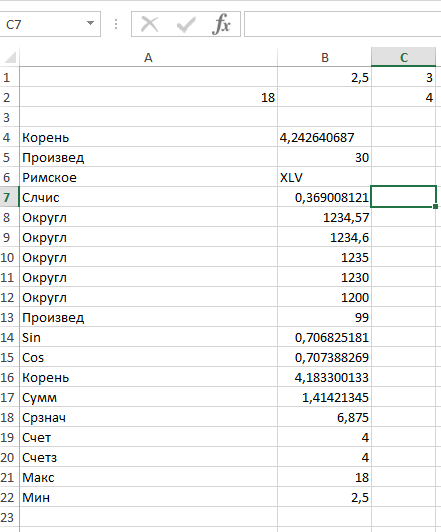 C7 fx
A B C
1 2,5 3
2 18 4
3
4 Корень 4,242640687
5 Произвед 30
6 Римское XLV
7 Слчис 0,369008121
8 Округл 1234,57
9 Округл 1234,6
10 Округл 1235
11 Округл 1230
12 Округл 1200
13 Произвед 99
14 Sin 0,706825181
15 Cos 0,707388269
16 Корень 4,183300133
17 Сумм 1,41421345
18 Срзнач 6,875
19 Счет 4
20 Счетз 4
21 Макс 18
22 Мин 2,5
23